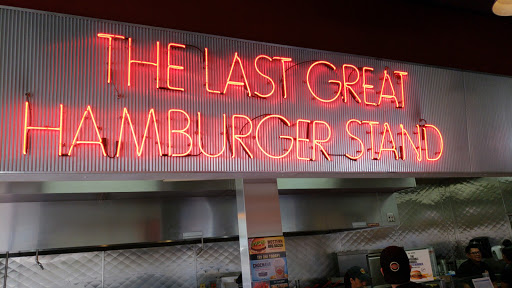 THE LAST GREAT
HAMBURGER STAND